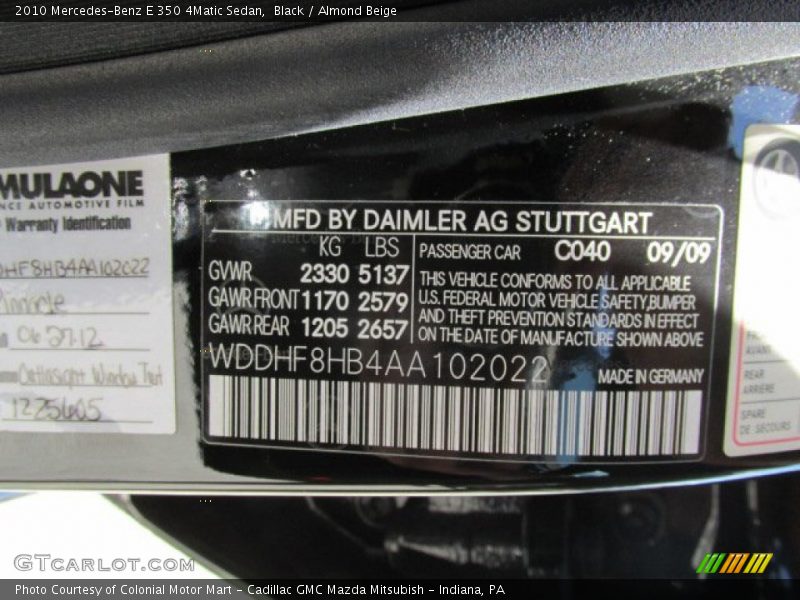 2010 Mercedes-Benz E 350 4Matic Sedan, Black / Almond Beige
MULAONE
NCE AUTOMOTIVE FILM
Warranty Identification
DHF8HB4AA102022
Pinnacle
06 27 12
Window Tint
1225605
MFD BY DAIMLER AG STUTTGART
KG LBS PASSENGER CAR C040 09/09
GVWR 2330 5137
GAWR FRONT 1170 2579
GAWR REAR 1205 2657
THIS VEHICLE CONFORMS TO ALL APPLICABLE
U.S. FEDERAL MOTOR VEHICLE SAFETY,BUMPER
AND THEFT PREVENTION STANDARDS IN EFFECT
ON THE DATE OF MANUFACTURE SHOWN ABOVE
WDDHF8HB4AA102022
MADE IN GERMANY
AVANT
REAR
ARRIERE
SPARE
DE SECOURS
GTCARLOT.COM
Photo Courtesy of Colonial Motor Mart - Cadillac GMC Mazda Mitsubish - Indiana, PA